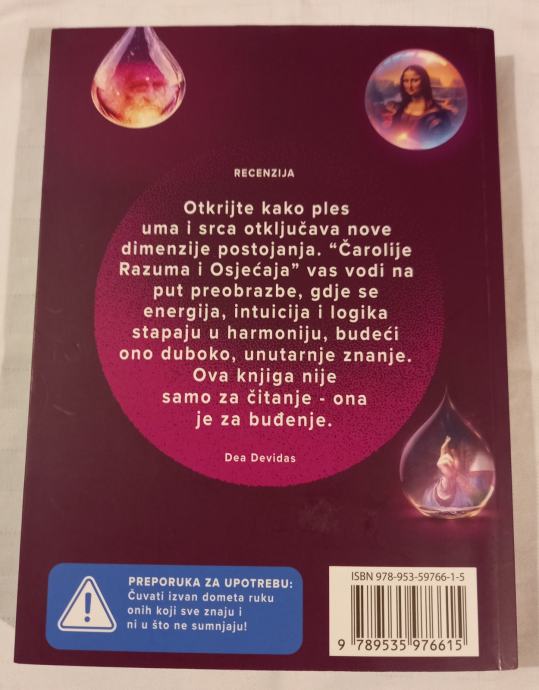 RECENZIJA
Otkrijte kako ples
uma i srca otključava nove
dimenzije postojanja. “Čarolije
Razuma i Osjećaja” vas vodi na
put preobrazbe, gdje se
energija, intuicija i logika
stapaju u harmoniju, budeći
ono duboko, unutarnje znanje.
Ova knjiga nije
samo za čitanje - ona
je za buđenje.
Dea Devidas
PREPORUKA ZA UPOTREBU:
Čuvati izvan dometa ruku
onih koji sve znaju i
ni u što ne sumnjaju!
ISBN 978-953-59766-1-5
9 789535 976615